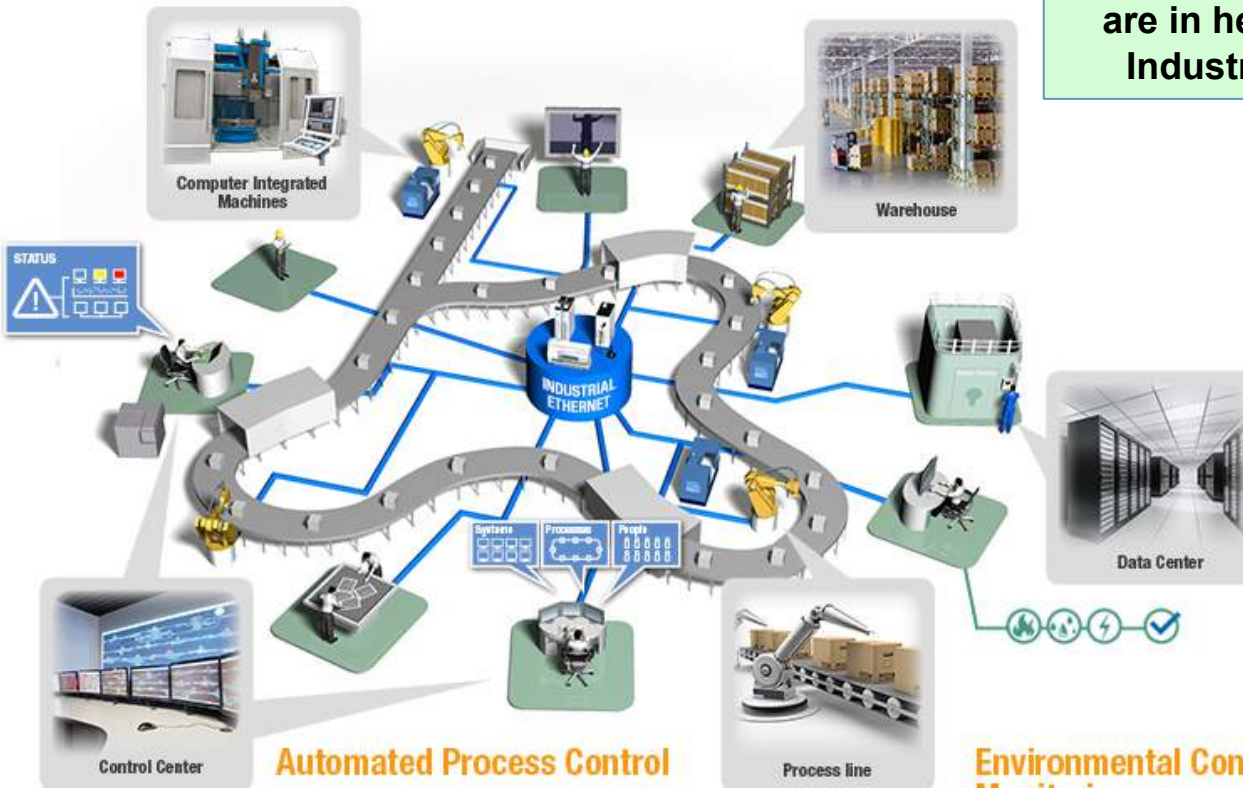 are in he
Industr
Computer Integrated
Machines
Warehouse
STATUS
INDUSTRIAL
ETHERNET
Systems
Processes
People
Data Center
Control Center
Automated Process Control
Process line
Environmental Con